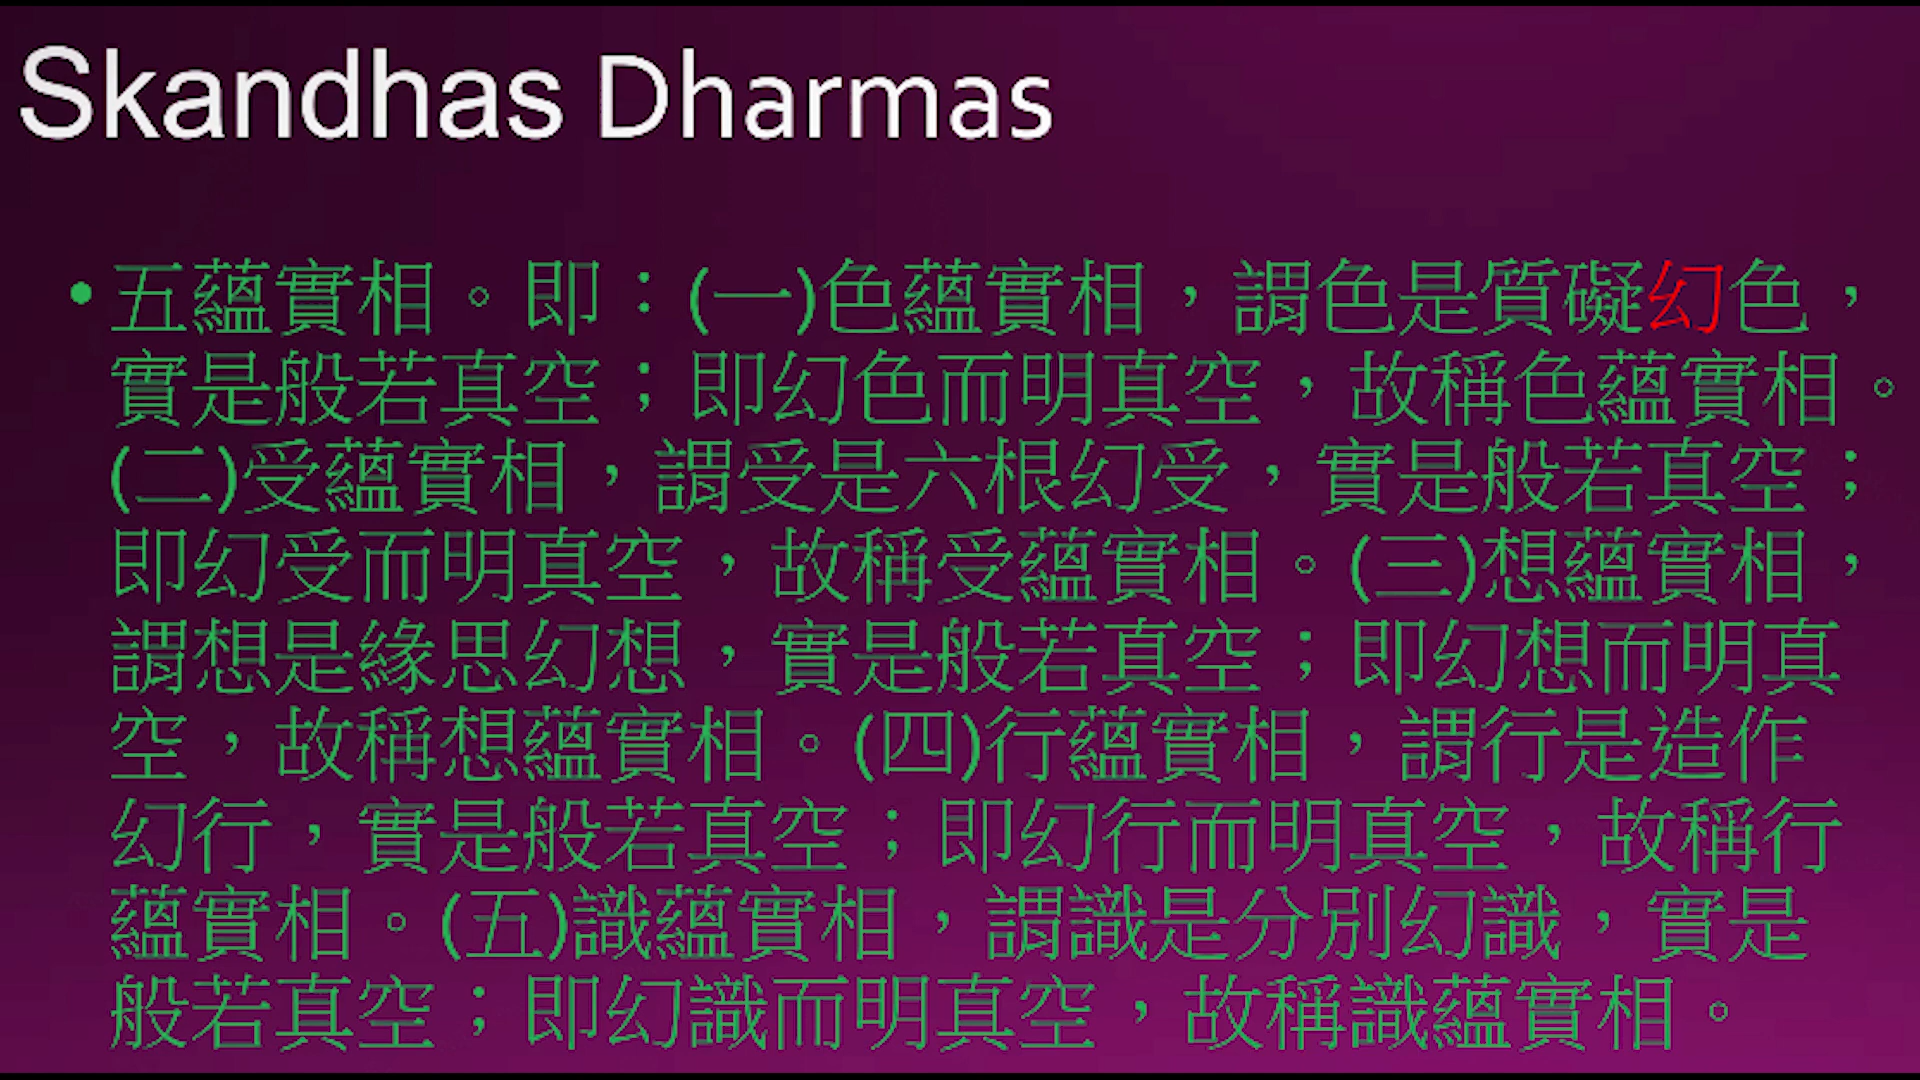 Skandhas Dharmas
• 五蘊實相。即：(一)色蘊實相，謂色是質礙幻色，
實是般若真空；即幻色而明真空，故稱色蘊實相。
(二)受蘊實相，謂受是六根幻受，實是般若真空；
即幻受而明真空，故稱受蘊實相。(三)想蘊實相，
謂想是緣思幻想，實是般若真空；即幻想而明真
空，故稱想蘊實相。(四)行蘊實相，謂行是造作
幻行，實是般若真空；即幻行而明真空，故稱行
蘊實相。(五)識蘊實相，謂識是分別幻識，實是
般若真空；即幻識而明真空，故稱識蘊實相。